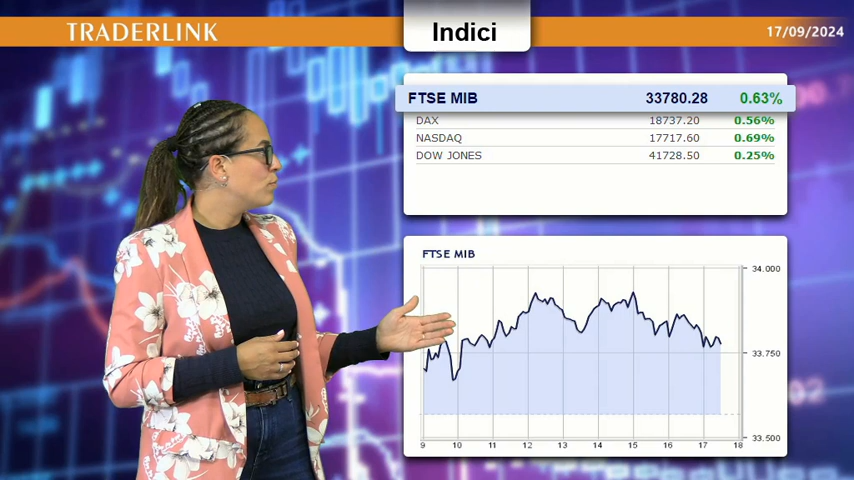 TRADERLINK
Indici
17/09/2024
FTSE MIB 33780.28 0.63%
DAX 18737.20 0.56%
NASDAQ 17717.60 0.69%
DOW JONES 41728.50 0.25%
FTSE MIB
34.000
33.750
33.500
9 10 11 12 13 14 15 16 17 18